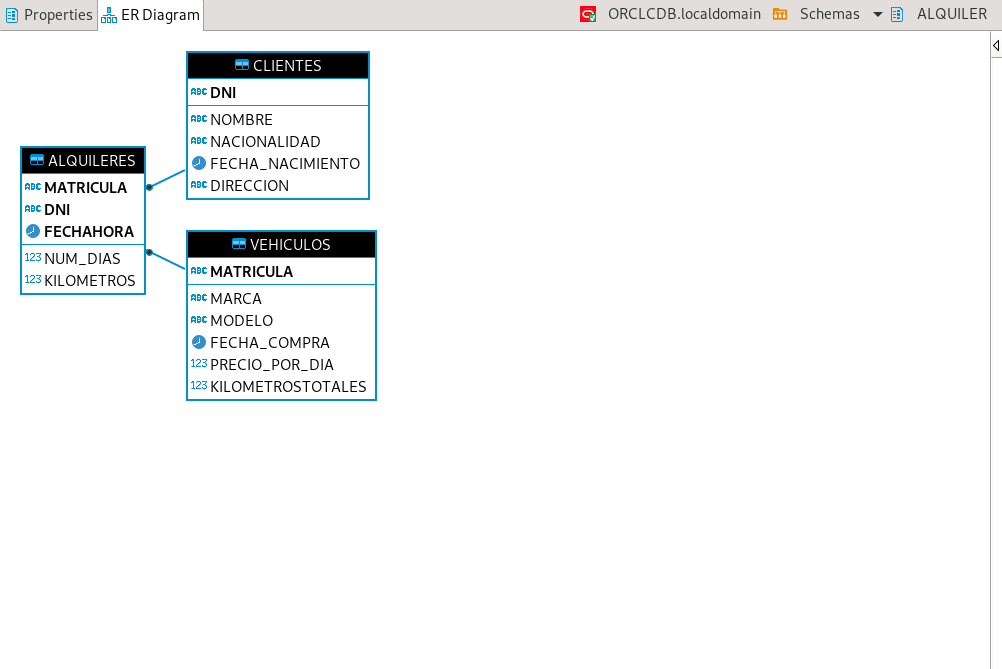 Properties ER Diagram ORCLCDB.localdomain Schemas ALQUILER
CLIENTES
ABC DNI
ABC NOMBRE
ABC NACIONALIDAD
FECHA_NACIMIENTO
ABC DIRECCION
ALQUILERES
ABC MATRICULA
ABC DNI
FECHAHORA
123 NUM_DIAS
123 KILOMETROS
VEHICULOS
ABC MATRICULA
ABC MARCA
ABC MODELO
FECHA_COMPRA
123 PRECIO_POR_DIA
123 KILOMETROSTOTALES